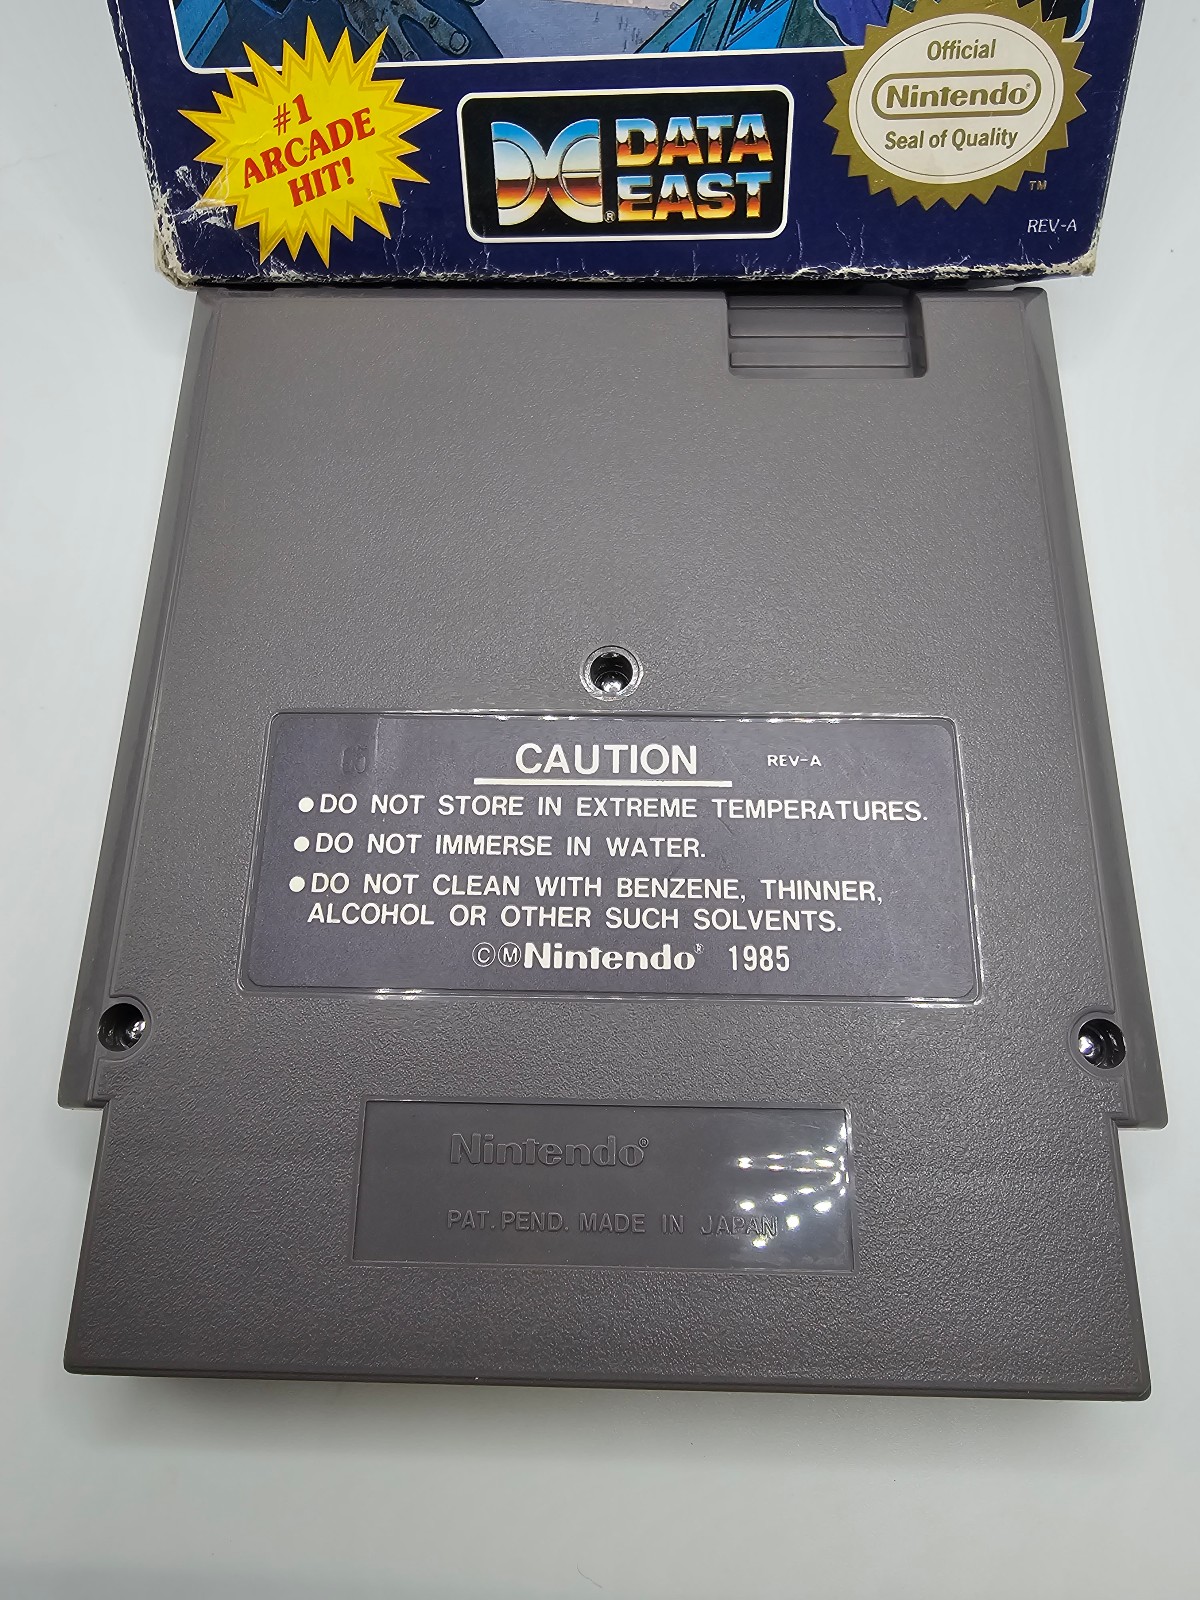 #1
ARCADE
HIT!
DATA
EAST
®
Official
Nintendo®
Seal of Quality
TM
REV-A
CAUTION REV-A
●DO NOT STORE IN EXTREME TEMPERATURES.
●DO NOT IMMERSE IN WATER.
●DO NOT CLEAN WITH BENZENE, THINNER,
ALCOHOL OR OTHER SUCH SOLVENTS.
ⒸⓂNintendo® 1985
Nintendo®
PAT. PEND. MADE IN JAPAN